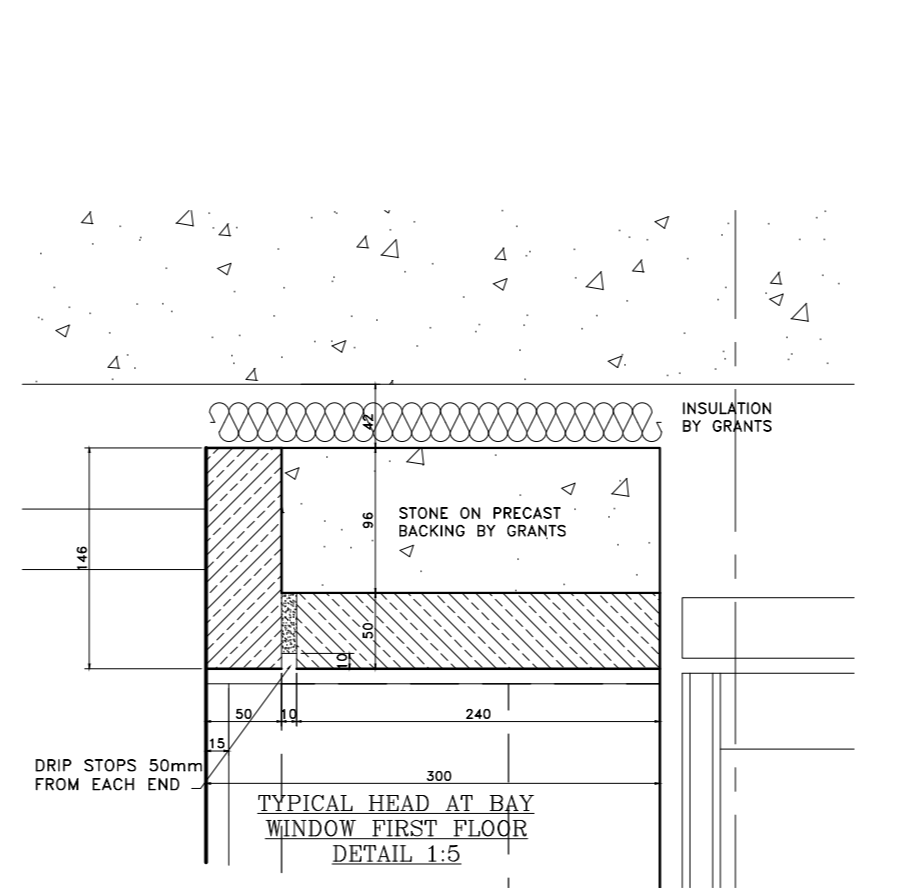 INSULATION
BY GRANTS
42
STONE ON PRECAST
BACKING BY GRANTS
96
146
50
10
50
10
240
15
DRIP STOPS 50mm
FROM EACH END
300
TYPICAL HEAD AT BAY
WINDOW FIRST FLOOR
DETAIL 1:5